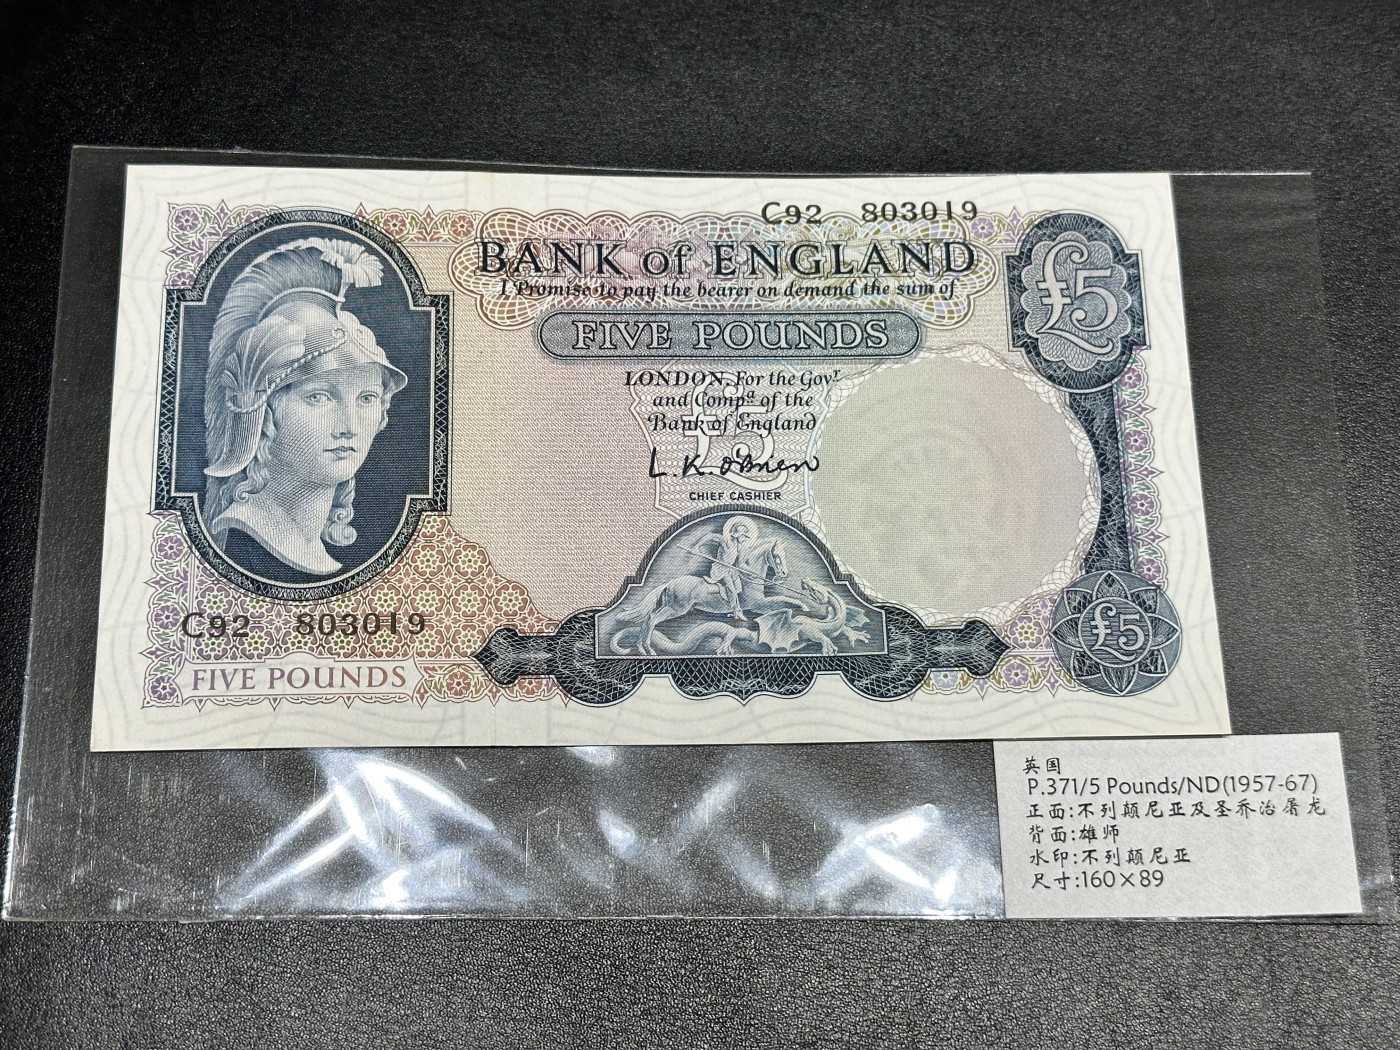 C92 803019
BANK of ENGLAND
I Promise to pay the bearer on demand the sum of
FIVE POUNDS
£5
LONDON, For the Govr
and Compa of the
Bank of England
£5
L. K. O'Brien
CHIEF CASHIER
C92 803019
FIVE POUNDS
£5
英国
P.371/5 Pounds/ND(1957-67)
正面:不列颠尼亚及圣乔治屠龙
背面:雄师
水印:不列颠尼亚
尺寸:160×89